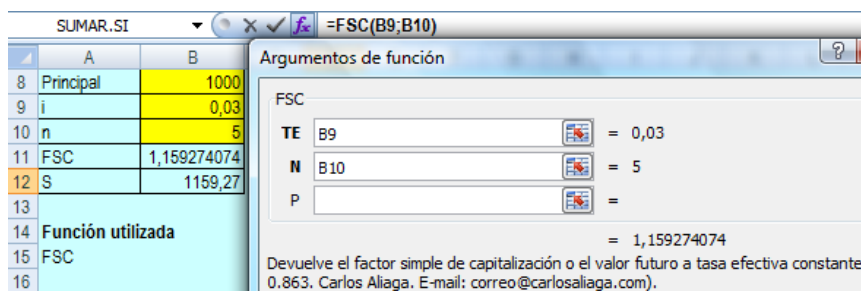 SUMAR.SI =FSC(B9;B10)
A B
8 Principal 1000
9 i 0,03
10 n 5
11 FSC 1,159274074
12 S 1159,27
13
14 Función utilizada
15 FSC
16
Argumentos de función ?
FSC
TE B9 = 0,03
N B10 = 5
P =
= 1,159274074
Devuelve el factor simple de capitalización o el valor futuro a tasa efectiva constante
0.863. Carlos Aliaga. E-mail: correo@carlosaliaga.com).